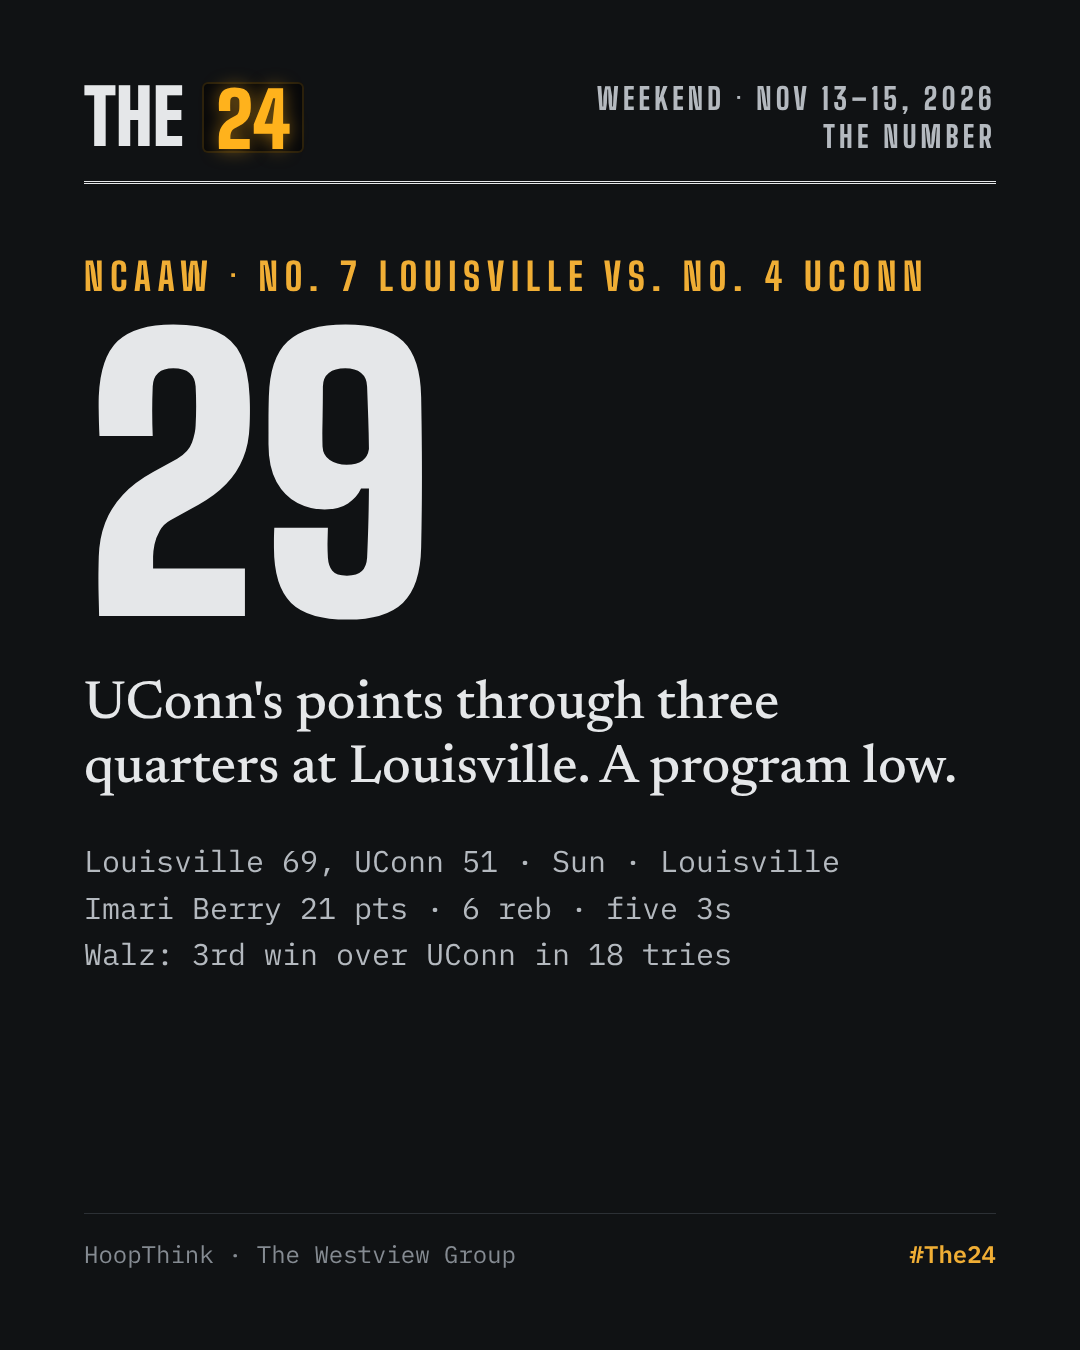 THE 24
WEEKEND · NOV 13–15, 2026
THE NUMBER
NCAAW · NO. 7 LOUISVILLE VS. NO. 4 UCONN
29
UConn's points through three
quarters at Louisville. A program low.
Louisville 69, UConn 51 · Sun · Louisville
Imari Berry 21 pts · 6 reb · five 3s
Walz: 3rd win over UConn in 18 tries
HoopThink · The Westview Group
#The24